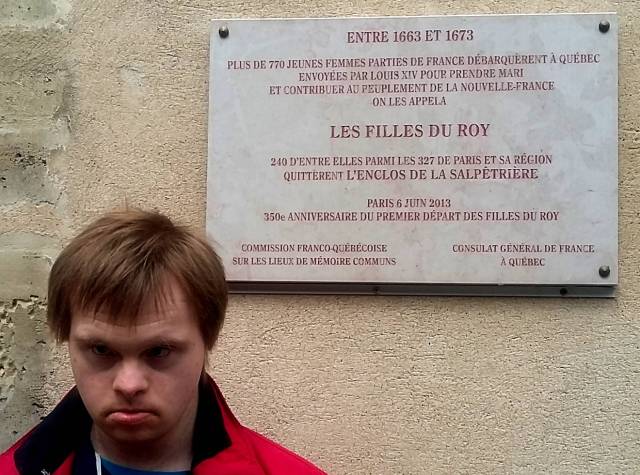 ENTRE 1663 ET 1673
PLUS DE 770 JEUNES FEMMES PARTIES DE FRANCE DÉBARQUÈRENT À QUÉBEC
ENVOYÉES PAR LOUIS XIV POUR PRENDRE MARI
ET CONTRIBUER AU PEUPLEMENT DE LA NOUVELLE-FRANCE
ON LES APPELA
LES FILLES DU ROY
240 D'ENTRE ELLES PARMI LES 327 DE PARIS ET SA RÉGION
QUITTÈRENT L'ENCLOS DE LA SALPÊTRIÈRE
PARIS 6 JUIN 2013
350e ANNIVERSAIRE DU PREMIER DÉPART DES FILLES DU ROY
COMMISSION FRANCO-QUÉBÉCOISE
SUR LES LIEUX DE MÉMOIRE COMMUNS
CONSULAT GÉNÉRAL DE FRANCE
À QUÉBEC